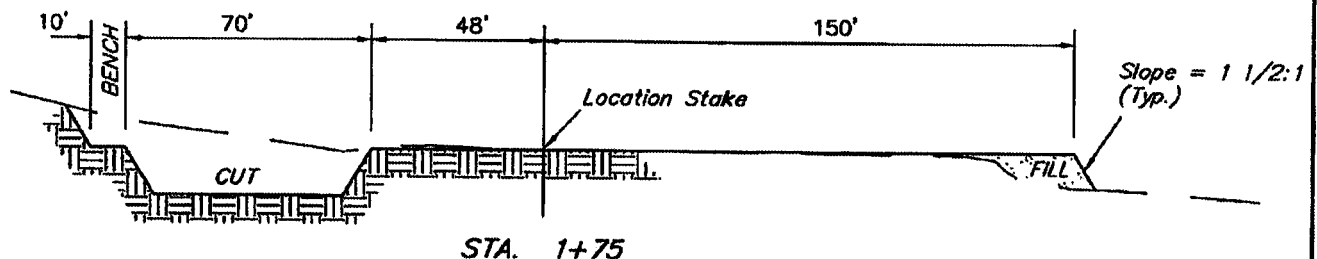 10' 70' 48' 150'
BENCH
Slope = 1 1/2:1
(Typ.)
Location Stake
CUT
FILL
STA. 1+75